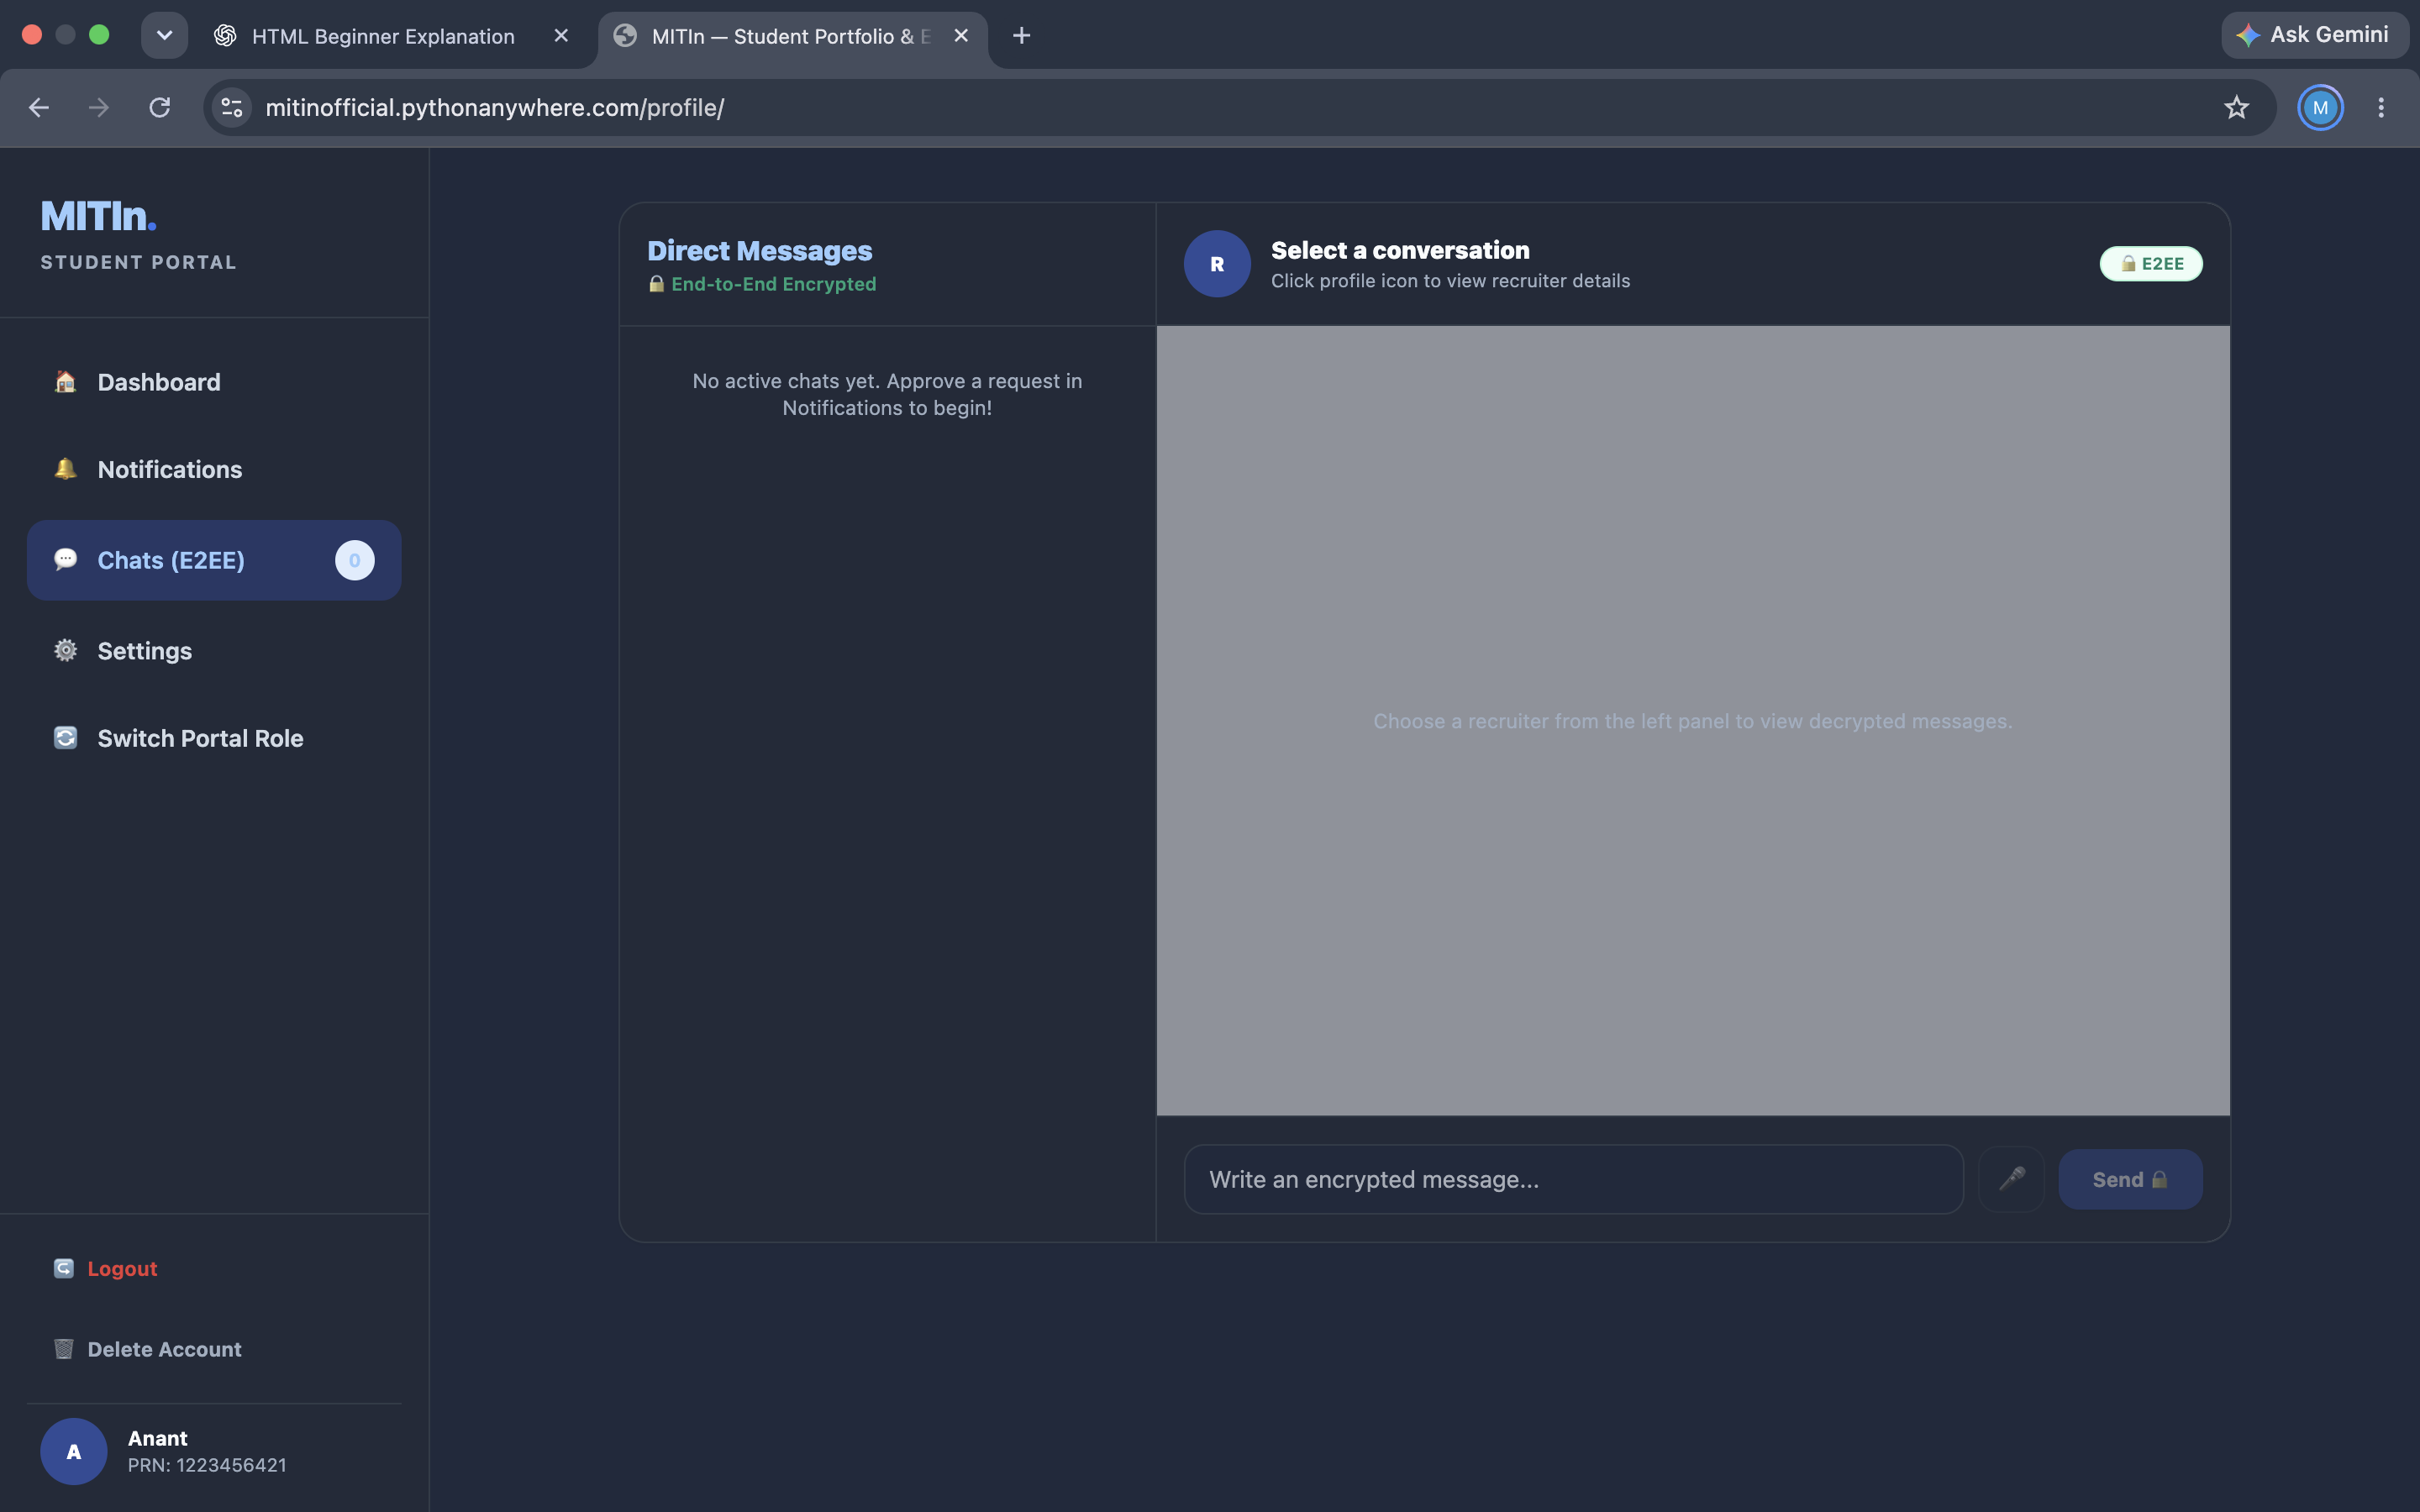 HTML Beginner Explanation
MITIn — Student Portfolio & E
Ask Gemini
mitinofficial.pythonanywhere.com/profile/
M
MITIn.
STUDENT PORTAL
Dashboard
Notifications
Chats (E2EE)
0
Settings
Switch Portal Role
Logout
Delete Account
A
Anant
PRN: 1223456421
Direct Messages
End-to-End Encrypted
No active chats yet. Approve a request in
Notifications to begin!
R
Select a conversation
Click profile icon to view recruiter details
E2EE
Choose a recruiter from the left panel to view decrypted messages.
Write an encrypted message...
Send